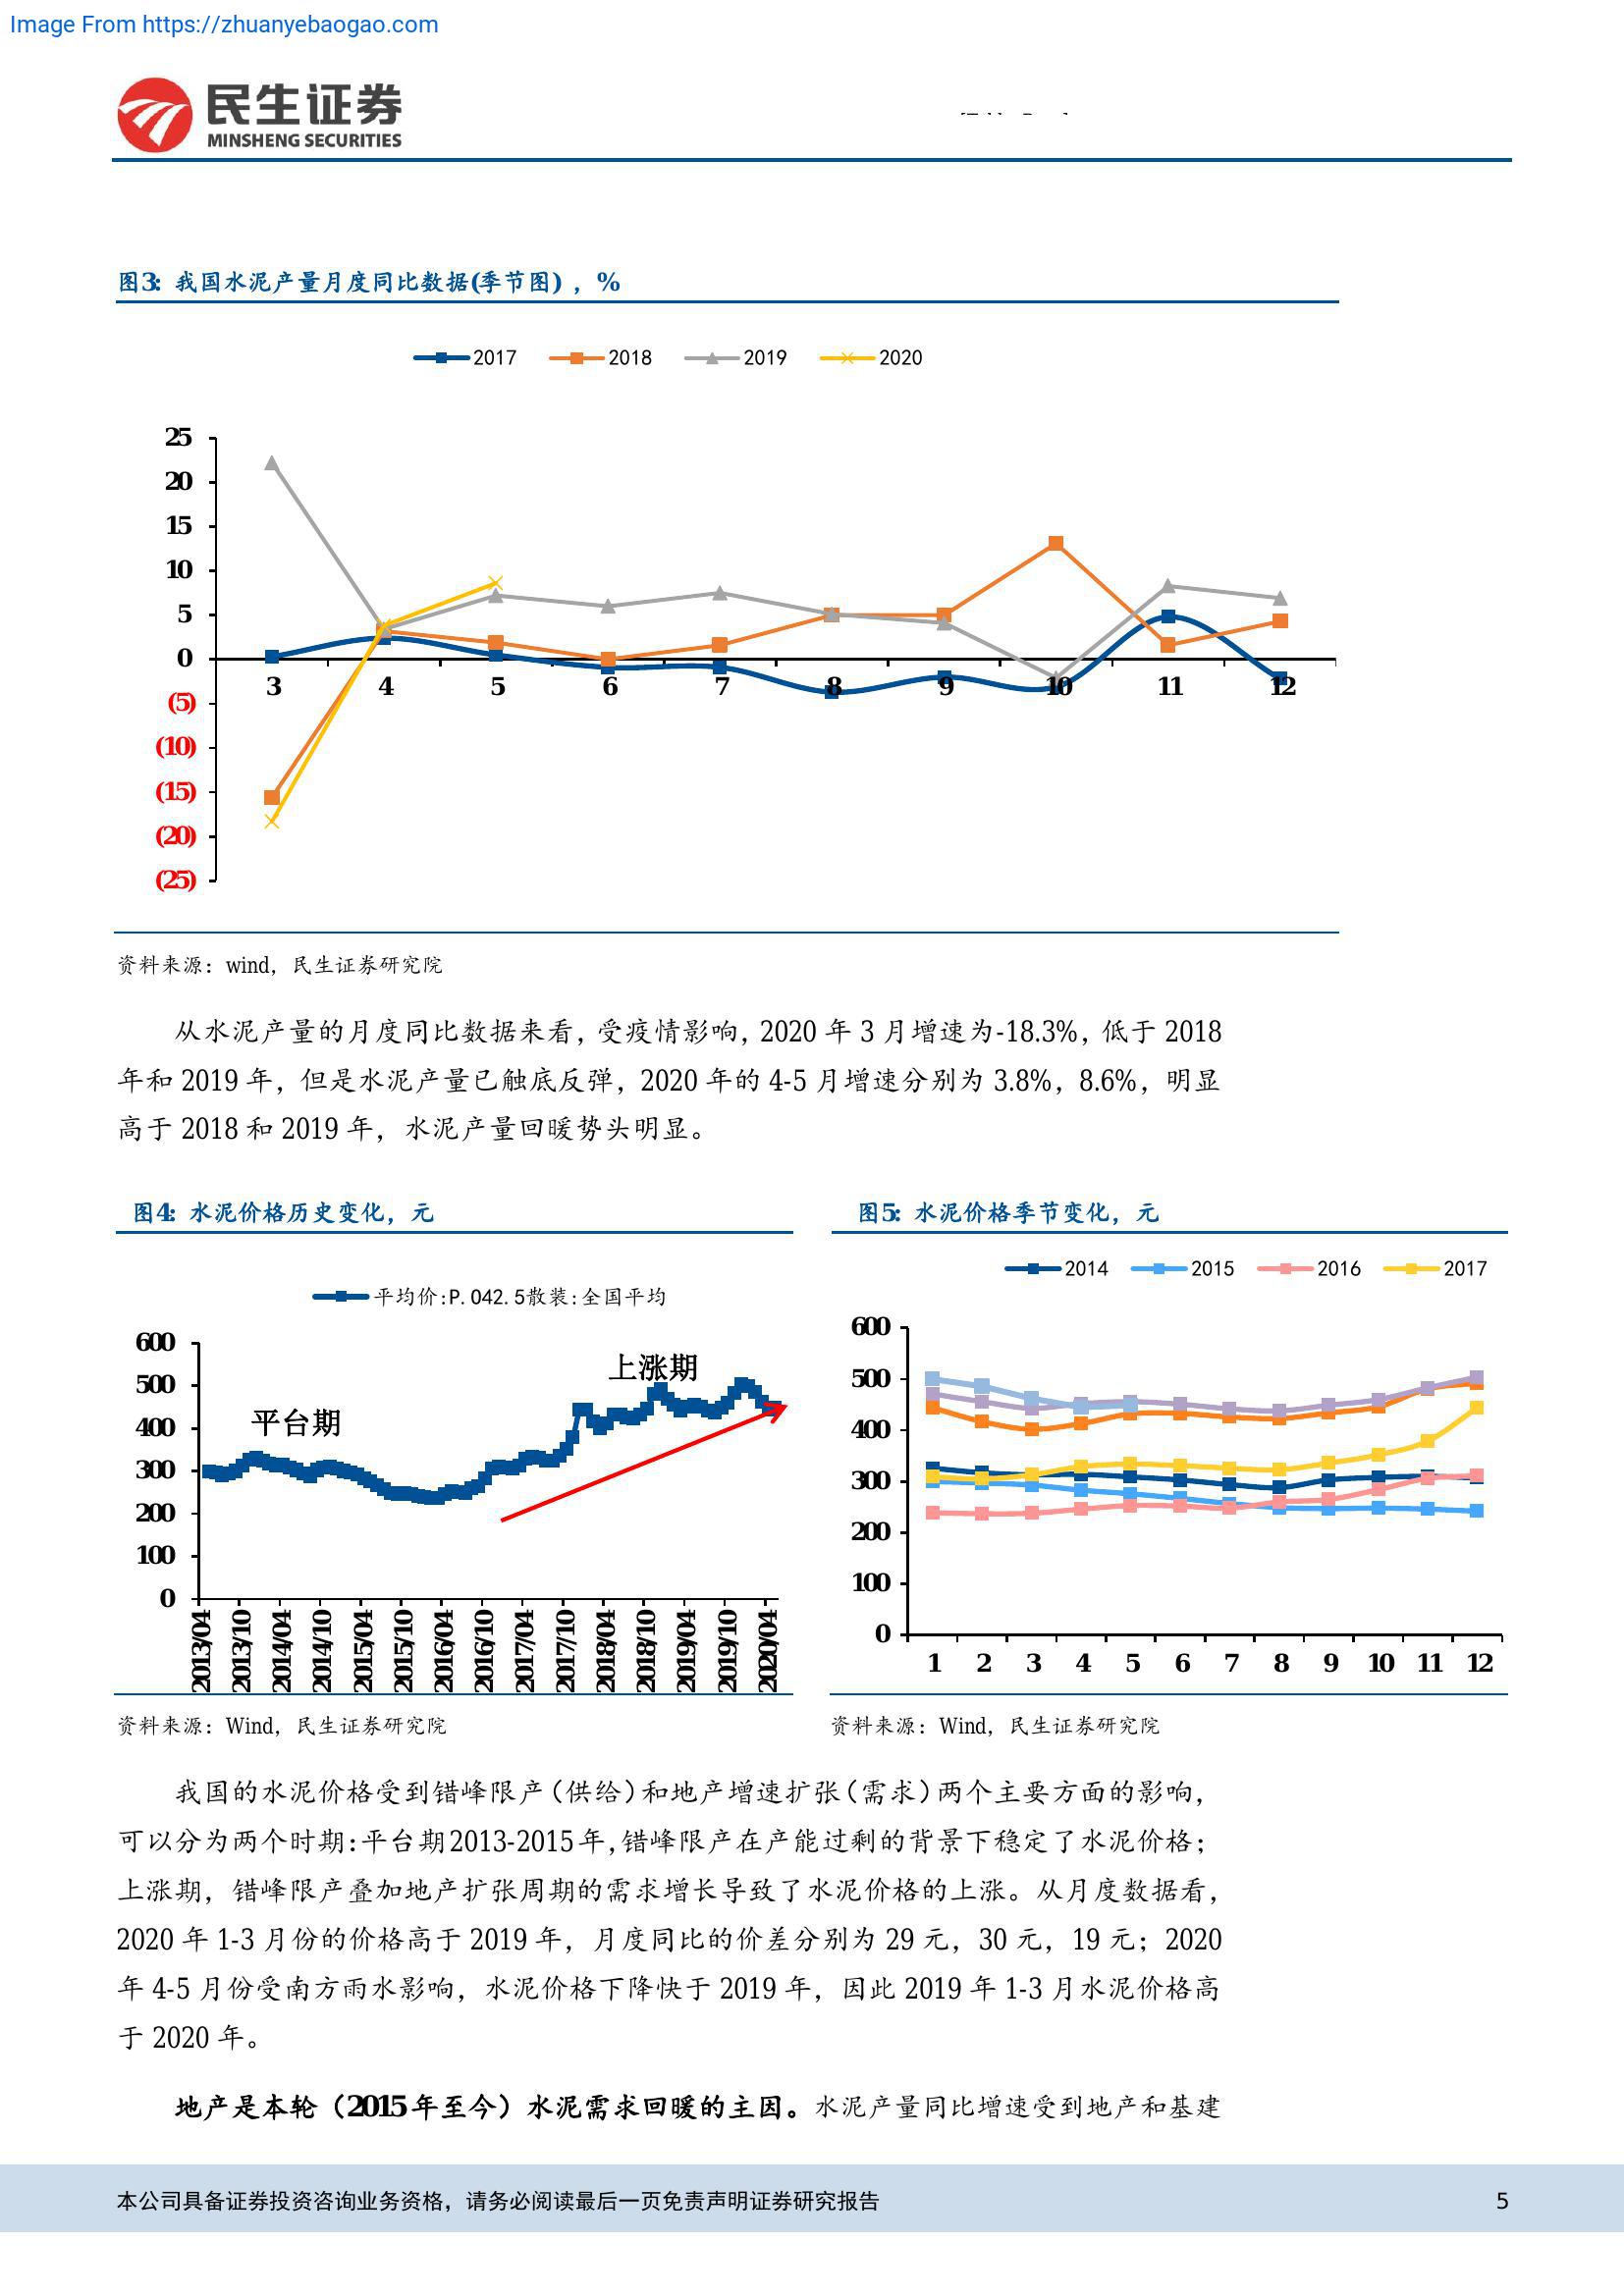 Image From https://zhuanyebaogao.com
民生证券
MINSHENG SECURITIES
图3: 我国水泥产量月度同比数据(季节图) ，%
2017 2018 2019 2020
25
20
15
10
5
0
(5)
(10)
(15)
(20)
(25)
3 4 5 6 7 8 9 10 11 12
资料来源：wind，民生证券研究院
从水泥产量的月度同比数据来看，受疫情影响，2020 年 3 月增速为-18.3%，低于 2018
年和 2019 年，但是水泥产量已触底反弹，2020 年的 4-5 月增速分别为 3.8%，8.6%，明显
高于 2018 和 2019 年，水泥产量回暖势头明显。
图4: 水泥价格历史变化，元
平均价:P.042.5散装:全国平均
600
500
400
300
200
100
0
平台期
上涨期
2013/04 2013/10 2014/04 2014/10 2015/04 2015/10 2016/04 2016/10 2017/04 2017/10 2018/04 2018/10 2019/04 2019/10 2020/04
资料来源：Wind，民生证券研究院
图5: 水泥价格季节变化，元
2014 2015 2016 2017
600
500
400
300
200
100
0
1 2 3 4 5 6 7 8 9 10 11 12
资料来源：Wind，民生证券研究院
我国的水泥价格受到错峰限产（供给）和地产增速扩张（需求）两个主要方面的影响，
可以分为两个时期：平台期2013-2015年，错峰限产在产能过剩的背景下稳定了水泥价格；
上涨期，错峰限产叠加地产扩张周期的需求增长导致了水泥价格的上涨。从月度数据看，
2020 年 1-3 月份的价格高于 2019 年，月度同比的价差分别为 29 元，30 元，19 元；2020
年 4-5 月份受南方雨水影响，水泥价格下降快于 2019 年，因此 2019 年 1-3 月水泥价格高
于 2020 年。
地产是本轮（2015年至今）水泥需求回暖的主因。水泥产量同比增速受到地产和基建
本公司具备证券投资咨询业务资格，请务必阅读最后一页免责声明证券研究报告
5